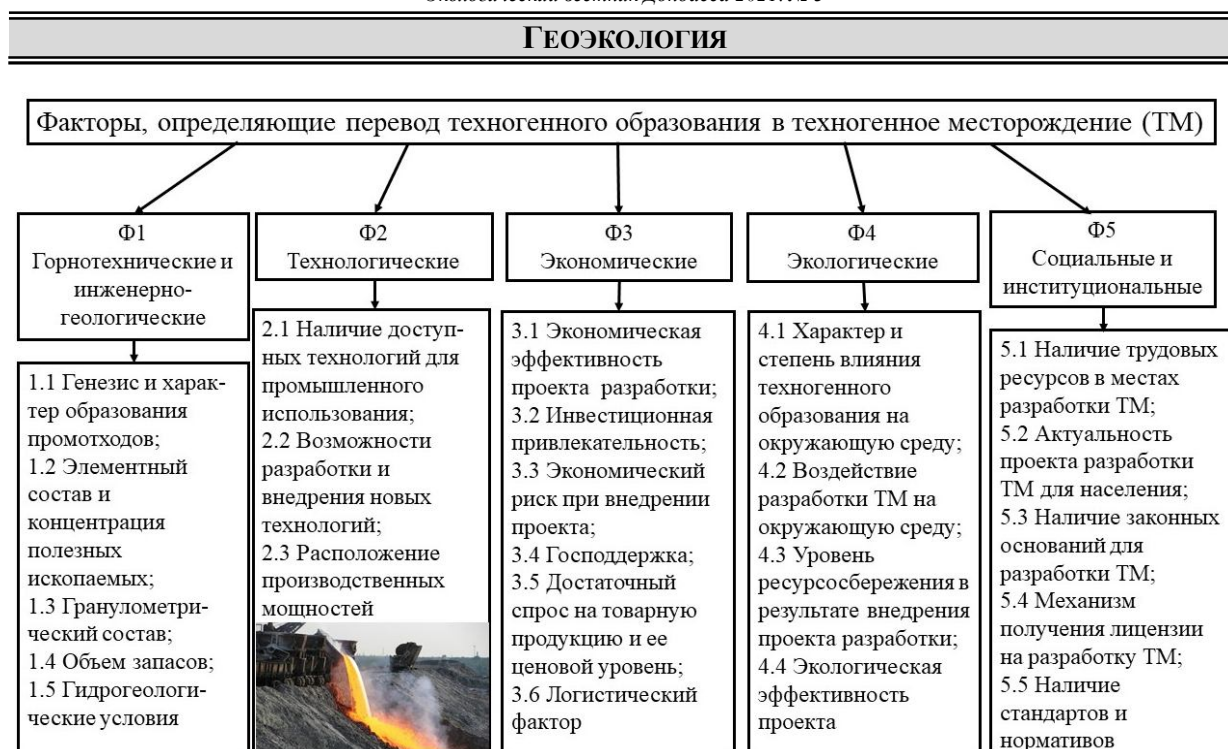 ГЕОЭКОЛОГИЯ
Факторы, определяющие перевод техногенного образования в техногенное месторождение (ТМ)
Ф1
Горнотехнические и
инженерно-
геологические
1.1 Генезис и харак-
тер образования
промотходов;
1.2 Элементный
состав и
концентрация
полезных
ископаемых;
1.3 Гранулометри-
ческий состав;
1.4 Объем запасов;
1.5 Гидрогеологи-
ческие условия
Ф2
Технологические
2.1 Наличие доступ-
ных технологий для
промышленного
использования;
2.2 Возможности
разработки и
внедрения новых
технологий;
2.3 Расположение
производственных
мощностей
Ф3
Экономические
3.1 Экономическая
эффективность
проекта разработки;
3.2 Инвестиционная
привлекательность;
3.3 Экономический
риск при внедрении
проекта;
3.4 Господдержка;
3.5 Достаточный
спрос на товарную
продукцию и ее
ценовой уровень;
3.6 Логистический
фактор
Ф4
Экологические
4.1 Характер и
степень влияния
техногенного
образования на
окружающую среду;
4.2 Воздействие
разработки ТМ на
окружающую среду;
4.3 Уровень
ресурсосбережения в
результате внедрения
проекта разработки;
4.4 Экологическая
эффективность
проекта
Ф5
Социальные и
институциональные
5.1 Наличие трудовых
ресурсов в местах
разработки ТМ;
5.2 Актуальность
проекта разработки
ТМ для населения;
5.3 Наличие законных
оснований для
разработки ТМ;
5.4 Механизм
получения лицензии
на разработку ТМ;
5.5 Наличие
стандартов и
нормативов